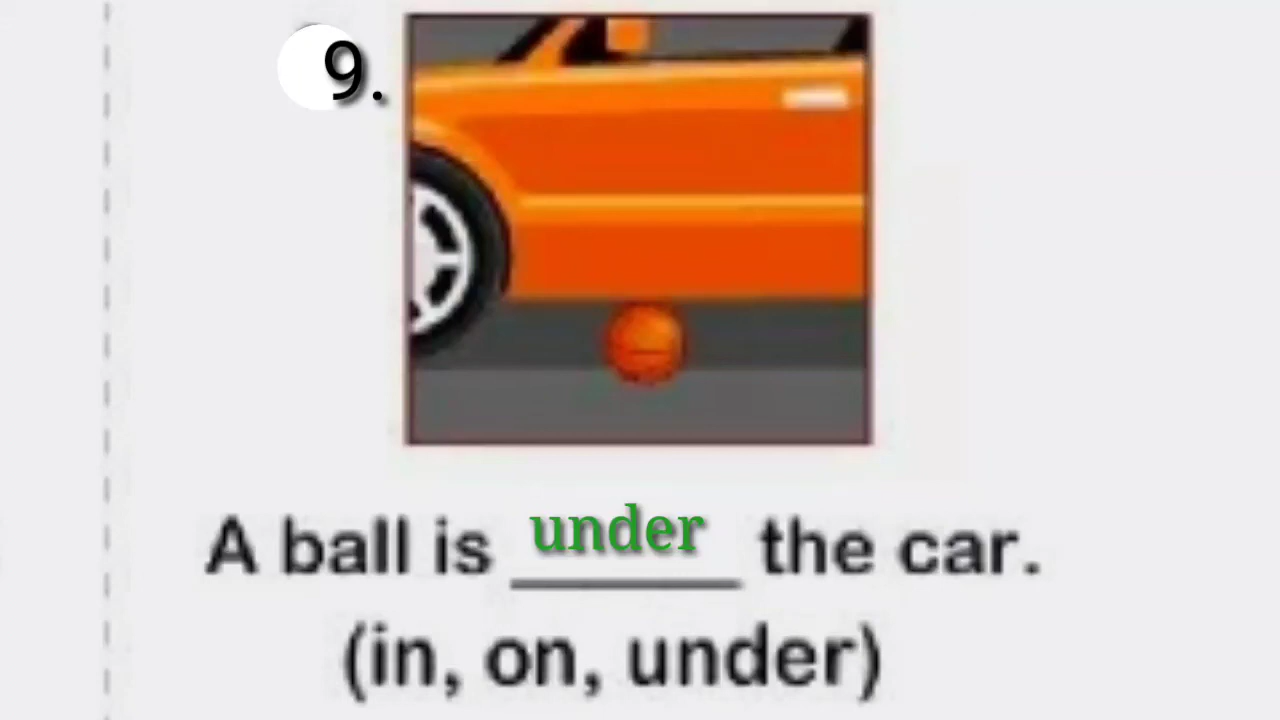 9.
A ball is under the car.
(in, on, under)